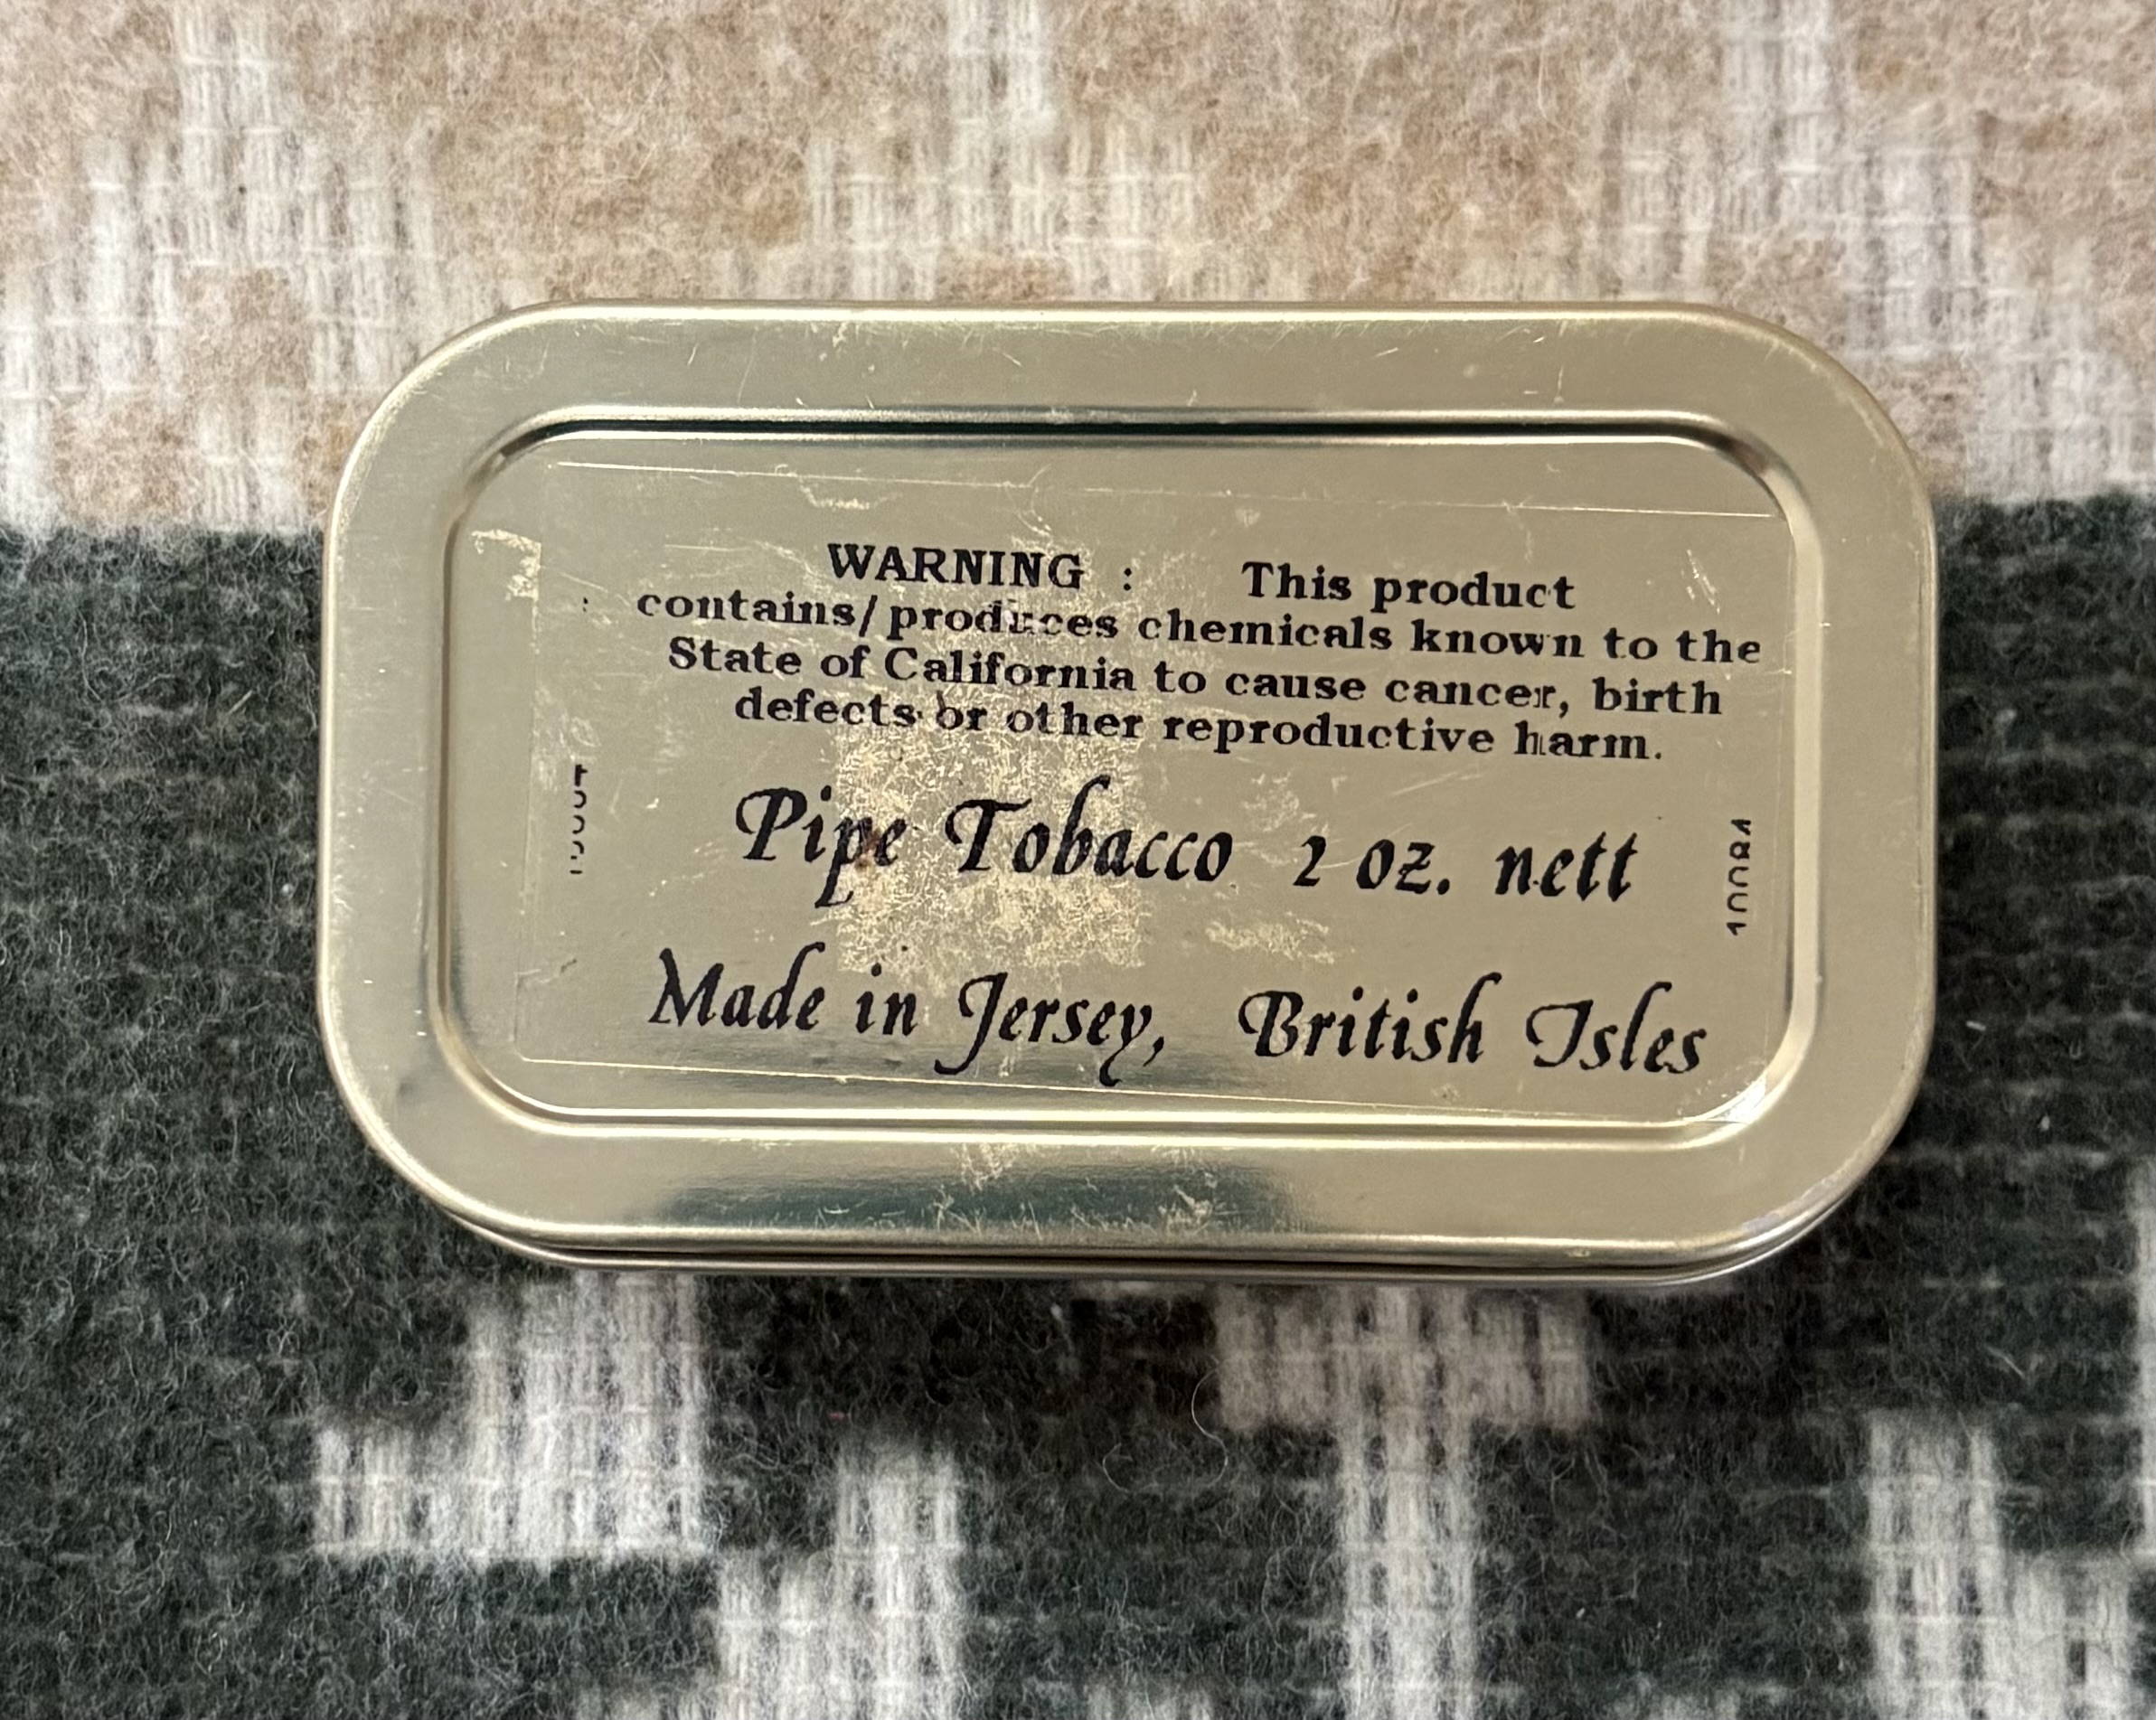 WARNING : This product
contains/produces chemicals known to the
State of California to cause cancer, birth
defects or other reproductive harm.
Pipe Tobacco 2 oz. nett
Made in Jersey, British Isles